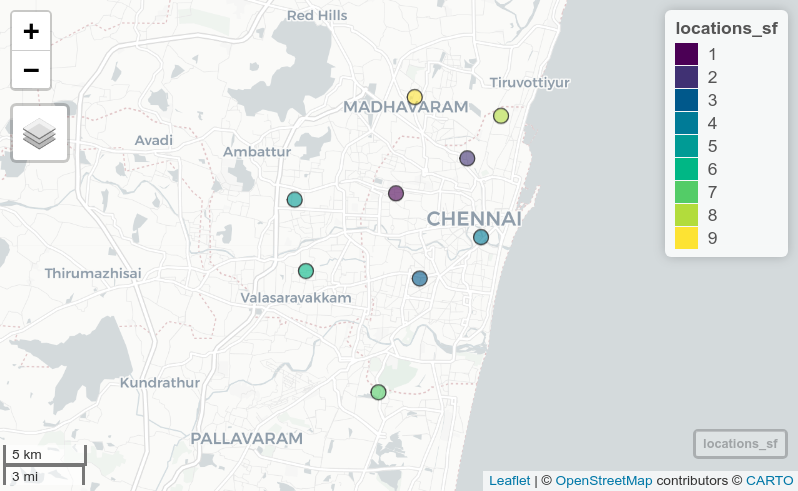 +
−
Red Hills
Tiruvottiyur
MADHAVARAM
Avadi
Ambattur
CHENNAI
Thirumazhisai
Valasaravakkam
Kundrathur
PALLAVARAM
locations_sf
1
2
3
4
5
6
7
8
9
locations_sf
5 km
3 mi
Leaflet | © OpenStreetMap contributors © CARTO